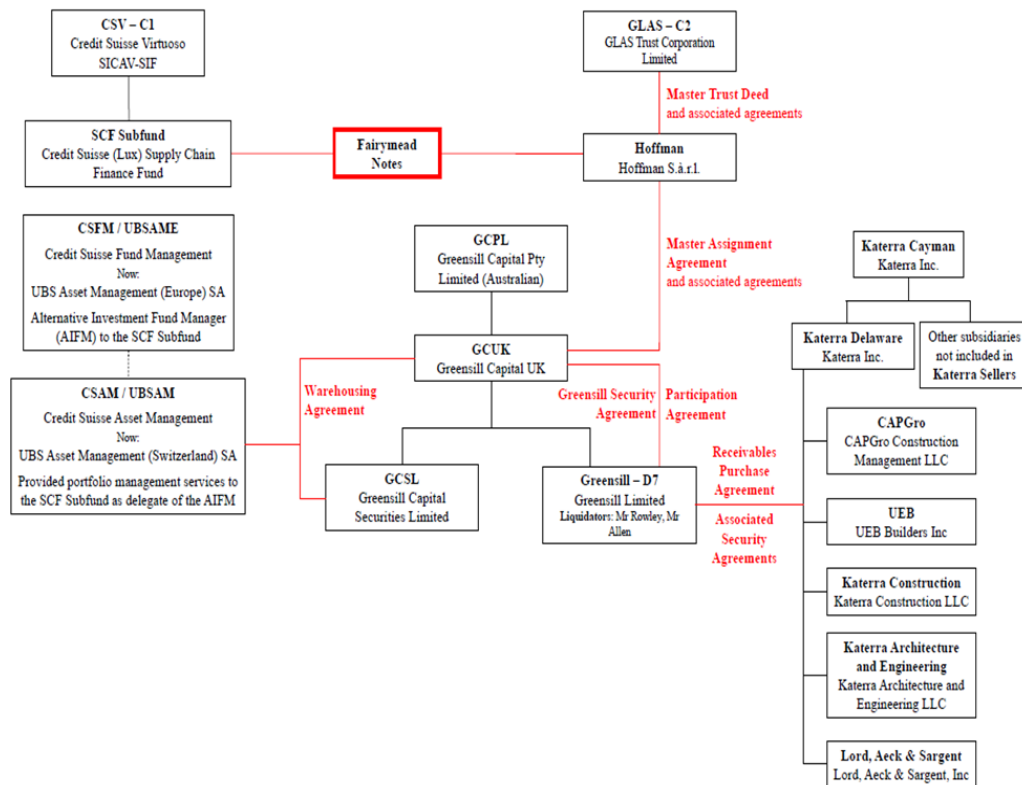 CSV – C1
Credit Suisse Virtuoso
SICAV-SIF
GLAS – C2
GLAS Trust Corporation
Limited
Master Trust Deed
and associated agreements
SCF Subfund
Credit Suisse (Lux) Supply Chain
Finance Fund
Fairymead
Notes
Hoffman
Hoffman S.à.r.l.
CSFM / UBSAME
Credit Suisse Fund Management
Now:
UBS Asset Management (Europe) SA
Alternative Investment Fund Manager
(AIFM) to the SCF Subfund
GCPL
Greensill Capital Pty
Limited (Australian)
Master Assignment
Agreement
and associated agreements
Katerra Cayman
Katerra Inc.
Katerra Delaware
Katerra Inc.
Other subsidiaries
not included in
Katerra Sellers
GCUK
Greensill Capital UK
Warehousing
Agreement
Greensill Security
Agreement
Participation
Agreement
CSAM / UBSAM
Credit Suisse Asset Management
Now:
UBS Asset Management (Switzerland) SA
Provided portfolio management services to
the SCF Subfund as delegate of the AIFM
GCSL
Greensill Capital
Securities Limited
Greensill – D7
Greensill Limited
Liquidators: Mr Rowley, Mr
Allen
Receivables
Purchase
Agreement
Associated
Security
Agreements
CAPGro
CAPGro Construction
Management LLC
UEB
UEB Builders Inc
Katerra Construction
Katerra Construction LLC
Katerra Architecture
and Engineering
Katerra Architecture and
Engineering LLC
Lord, Aeck & Sargent
Lord, Aeck & Sargent, Inc